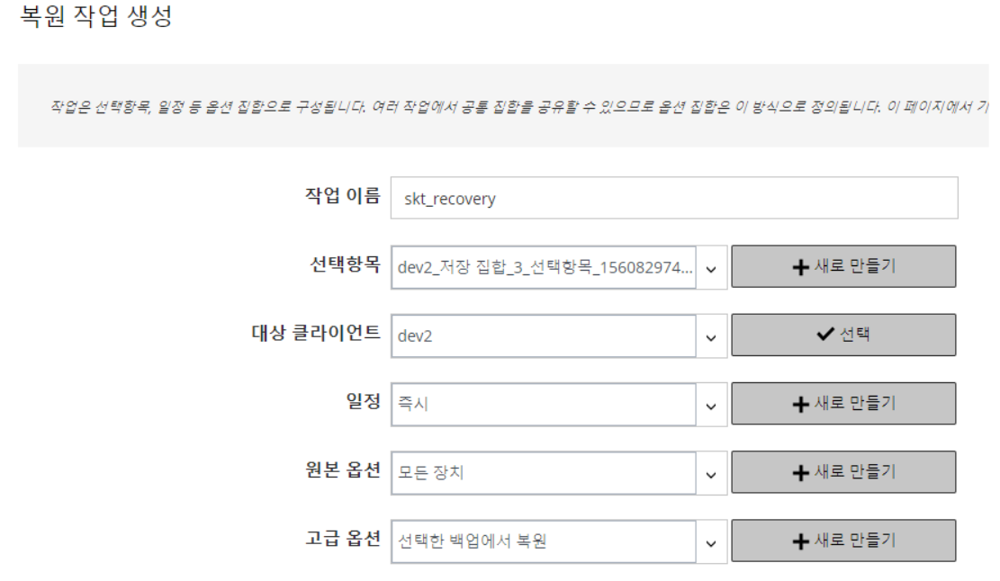 복원 작업 생성
작업은 선택항목, 일정 등 옵션 집합으로 구성됩니다. 여러 작업에서 공통 집합을 공유할 수 있으므로 옵션 집합은 이 방식으로 정의됩니다. 이 페이지에서 기
작업 이름 skt_recovery
선택항목 dev2_저장 집합_3_선택항목_156082974... 새로 만들기
대상 클라이언트 dev2 선택
일정 즉시 새로 만들기
원본 옵션 모든 장치 새로 만들기
고급 옵션 선택한 백업에서 복원 새로 만들기